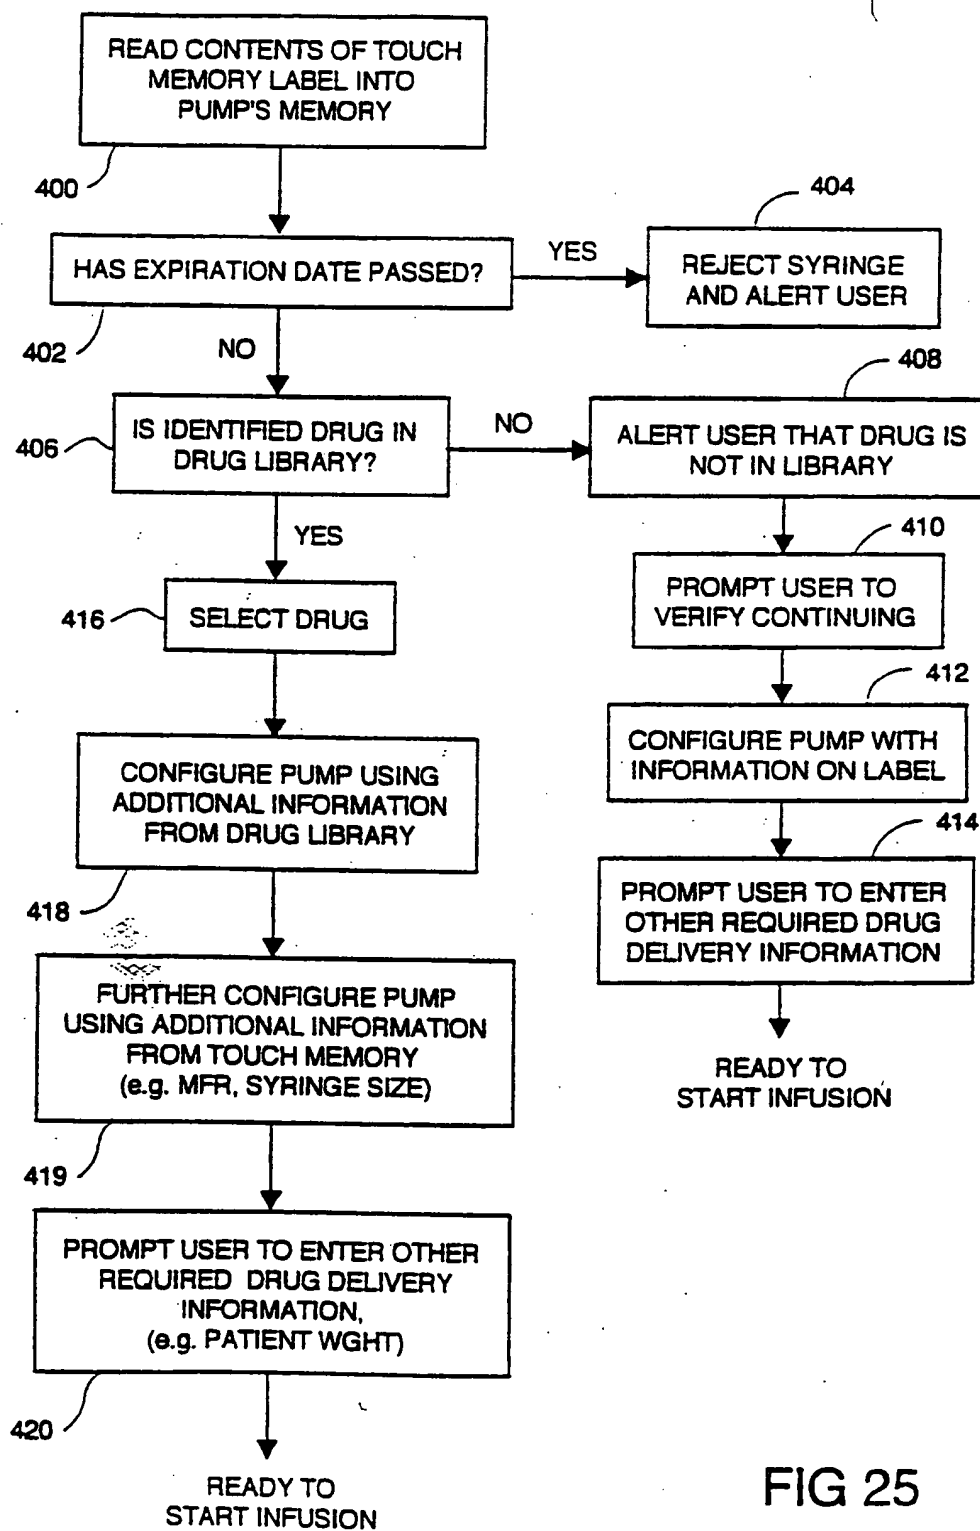 READ CONTENTS OF TOUCH
MEMORY LABEL INTO
PUMP'S MEMORY
400
HAS EXPIRATION DATE PASSED?
402
YES
404
REJECT SYRINGE
AND ALERT USER
NO
406
IS IDENTIFIED DRUG IN
DRUG LIBRARY?
NO
408
ALERT USER THAT DRUG IS
NOT IN LIBRARY
410
PROMPT USER TO
VERIFY CONTINUING
412
CONFIGURE PUMP WITH
INFORMATION ON LABEL
414
PROMPT USER TO ENTER
OTHER REQUIRED DRUG
DELIVERY INFORMATION
READY TO
START INFUSION
YES
416
SELECT DRUG
CONFIGURE PUMP USING
ADDITIONAL INFORMATION
FROM DRUG LIBRARY
418
FURTHER CONFIGURE PUMP
USING ADDITIONAL INFORMATION
FROM TOUCH MEMORY
(e.g. MFR, SYRINGE SIZE)
419
PROMPT USER TO ENTER OTHER
REQUIRED DRUG DELIVERY
INFORMATION,
(e.g. PATIENT WGHT)
420
READY TO
START INFUSION
FIG 25